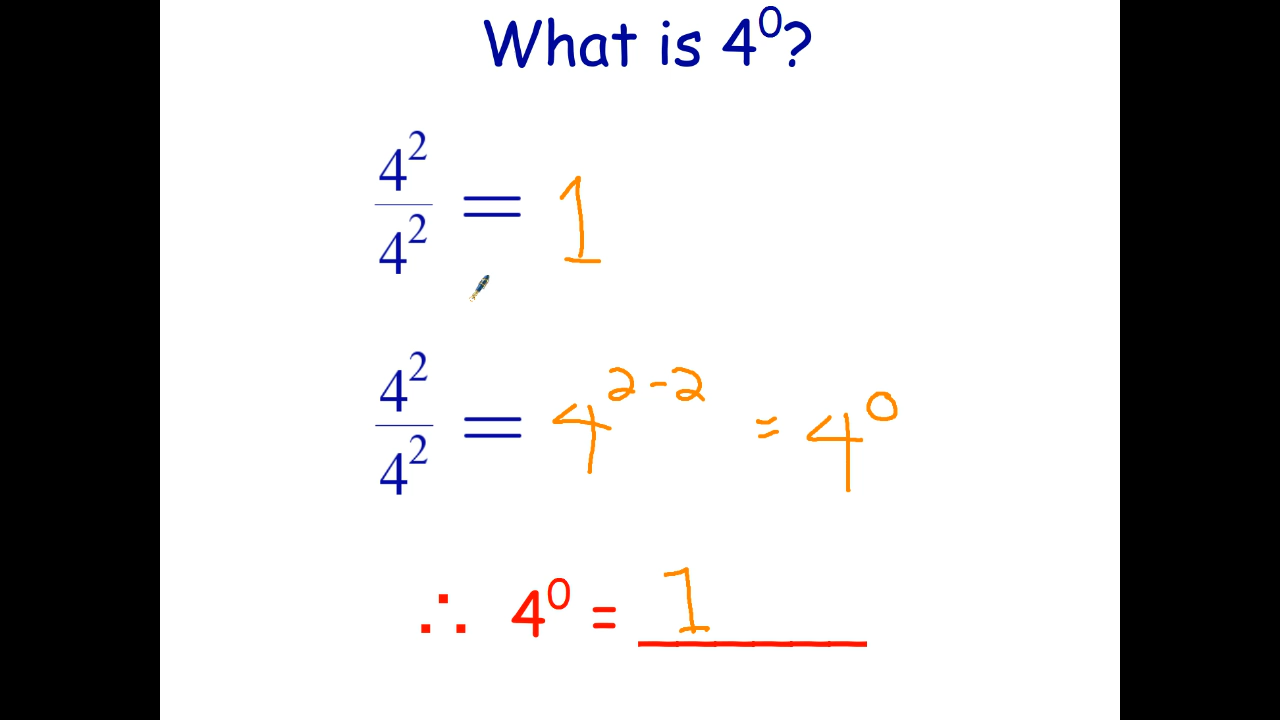 What is 4⁰?
4²/4² = 1
4²/4² = 4²⁻² = 4⁰
∴ 4⁰ = 1